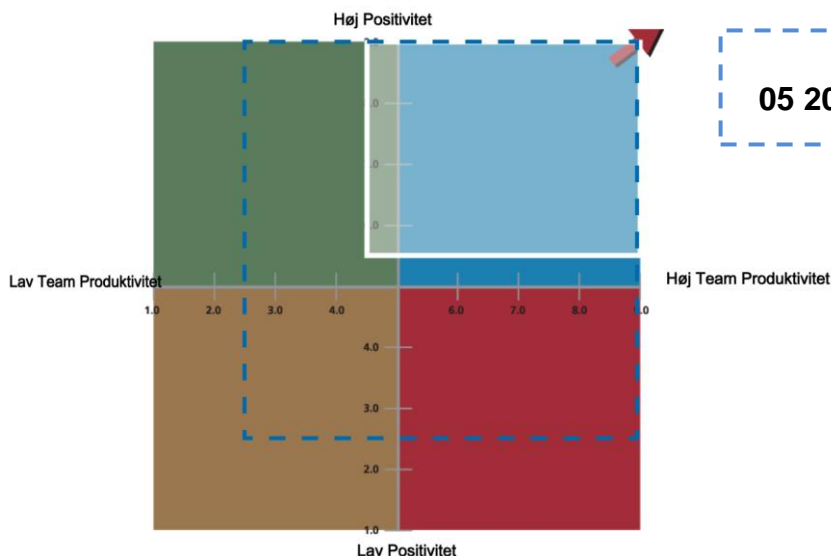 Høj Positivitet
05 20
Lav Team Produktivitet
Høj Team Produktivitet
1.0 2.0 3.0 4.0 6.0 7.0 8.0
4.0
3.0
2.0
1.0
Lav Positivitet